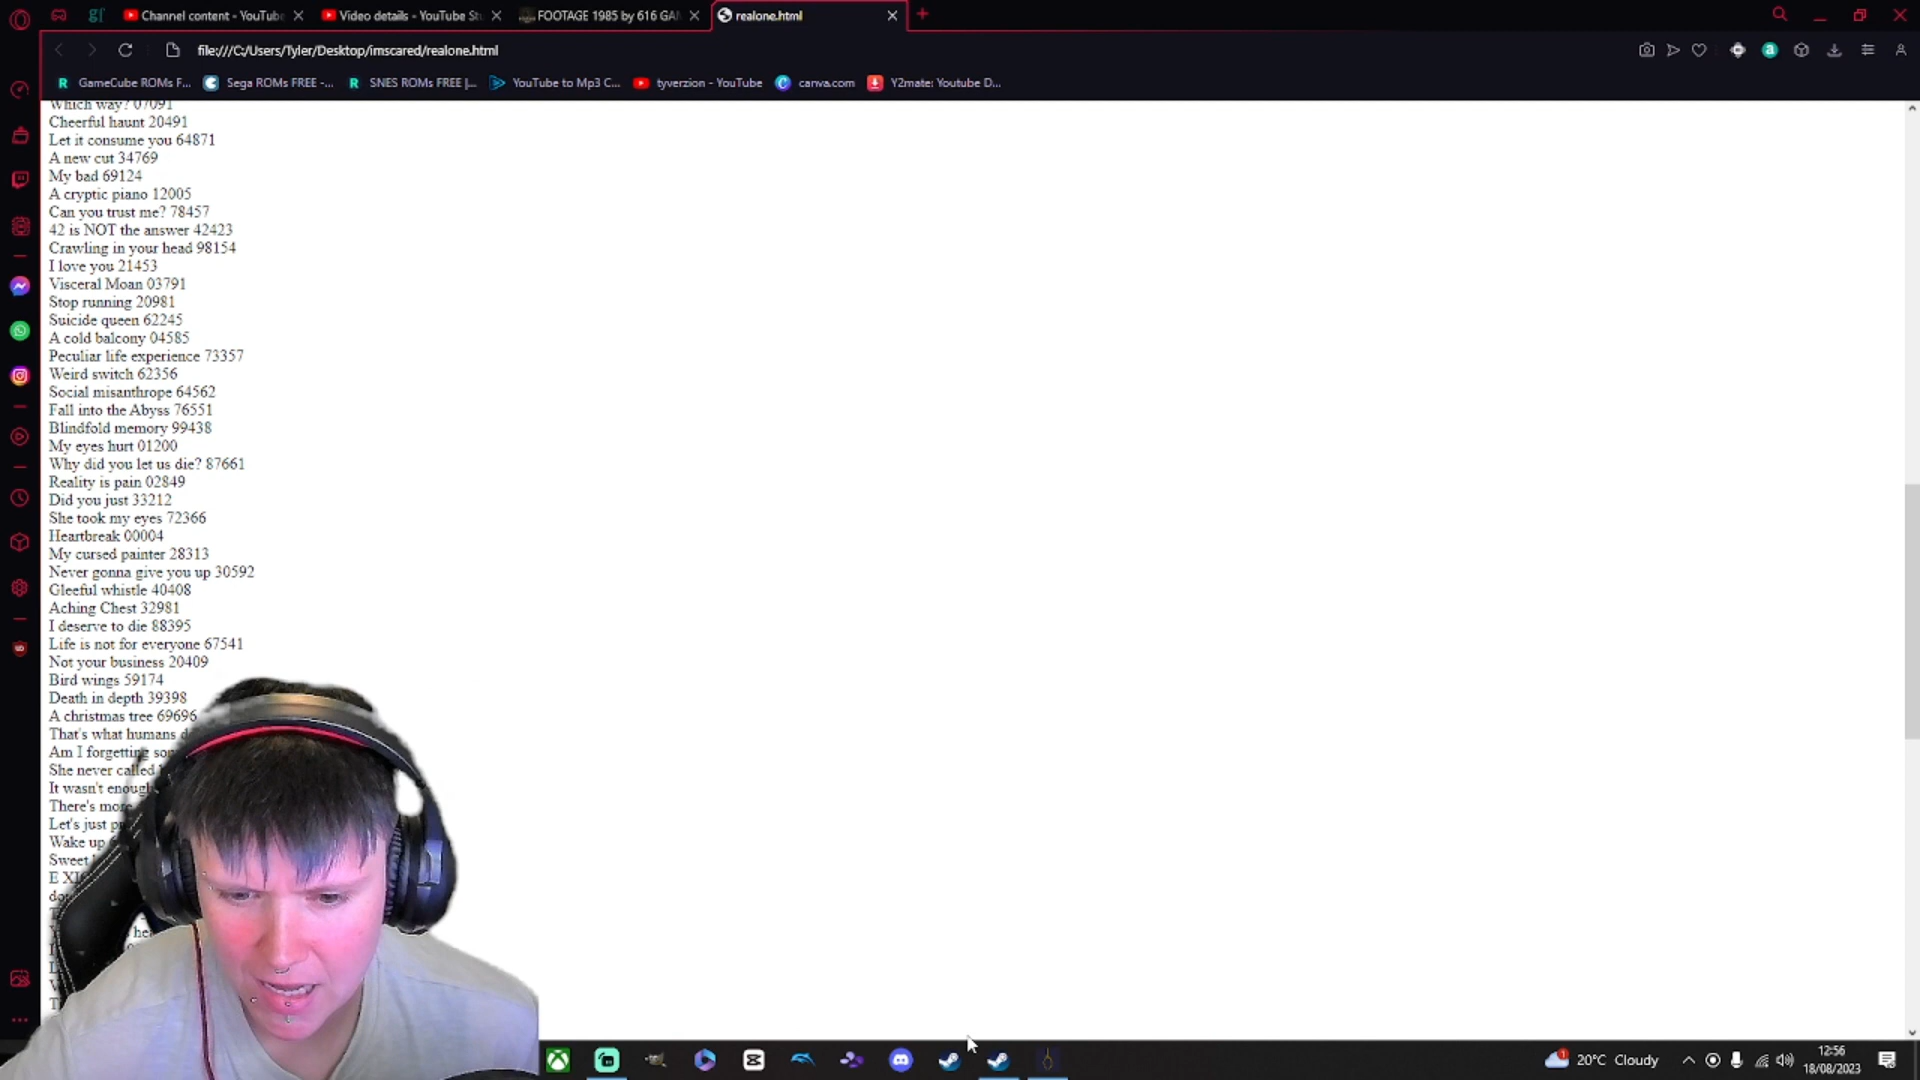 Channel content - YouTube
Video details - YouTube Stu
FOOTAGE 1985 by 616 GAM
realone.html
file:///C:/Users/Tyler/Desktop/imscared/realone.html
GameCube ROMs F...
Sega ROMs FREE -...
SNES ROMs FREE |...
YouTube to Mp3 C...
tyverzion - YouTube
canva.com
Y2mate: Youtube D...
Which way? 07091
Cheerful haunt 20491
Let it consume you 64871
A new cut 34769
My bad 69124
A cryptic piano 12005
Can you trust me? 78457
42 is NOT the answer 42423
Crawling in your head 98154
I love you 21453
Visceral Moan 03791
Stop running 20981
Suicide queen 62245
A cold balcony 04585
Peculiar life experience 73357
Weird switch 62356
Social misanthrope 64562
Fall into the Abyss 76551
Blindfold memory 99438
My eyes hurt 01200
Why did you let us die? 87661
Reality is pain 02849
Did you just 33212
She took my eyes 72366
Heartbreak 00004
My cursed painter 28313
Never gonna give you up 30592
Gleeful whistle 40408
Aching Chest 32981
I deserve to die 88395
Life is not for everyone 67541
Not your business 20409
Bird wings 59174
Death in depth 39398
A christmas tree 69696
That's what humans
Am I forgetting
She never called
It wasn't enough
There's more
Let's just
Wake up
Sweet
20°C Cloudy
12:56
18/08/2023